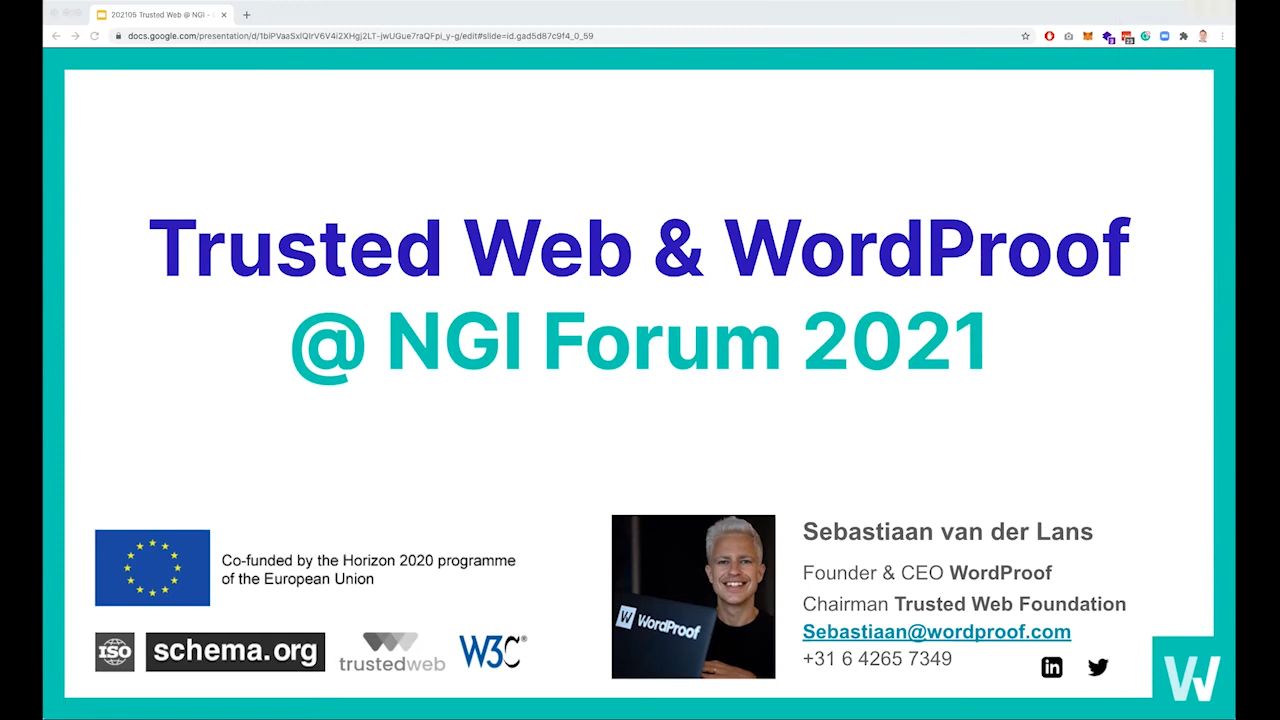 202105 Trusted Web @ NGI -
docs.google.com/presentation/d/1biPVaaSxlQIrV6V4i2XHgj2LT-jwUGue7raQFpi_y-g/edit#slide=id.gad5d87c9f4_0_59
Trusted Web & WordProof
@ NGI Forum 2021
Co-funded by the Horizon 2020 programme
of the European Union
ISO
schema.org
trustedweb
W3C®
WordProof
Sebastiaan van der Lans
Founder & CEO WordProof
Chairman Trusted Web Foundation
Sebastiaan@wordproof.com
+31 6 4265 7349
in
W